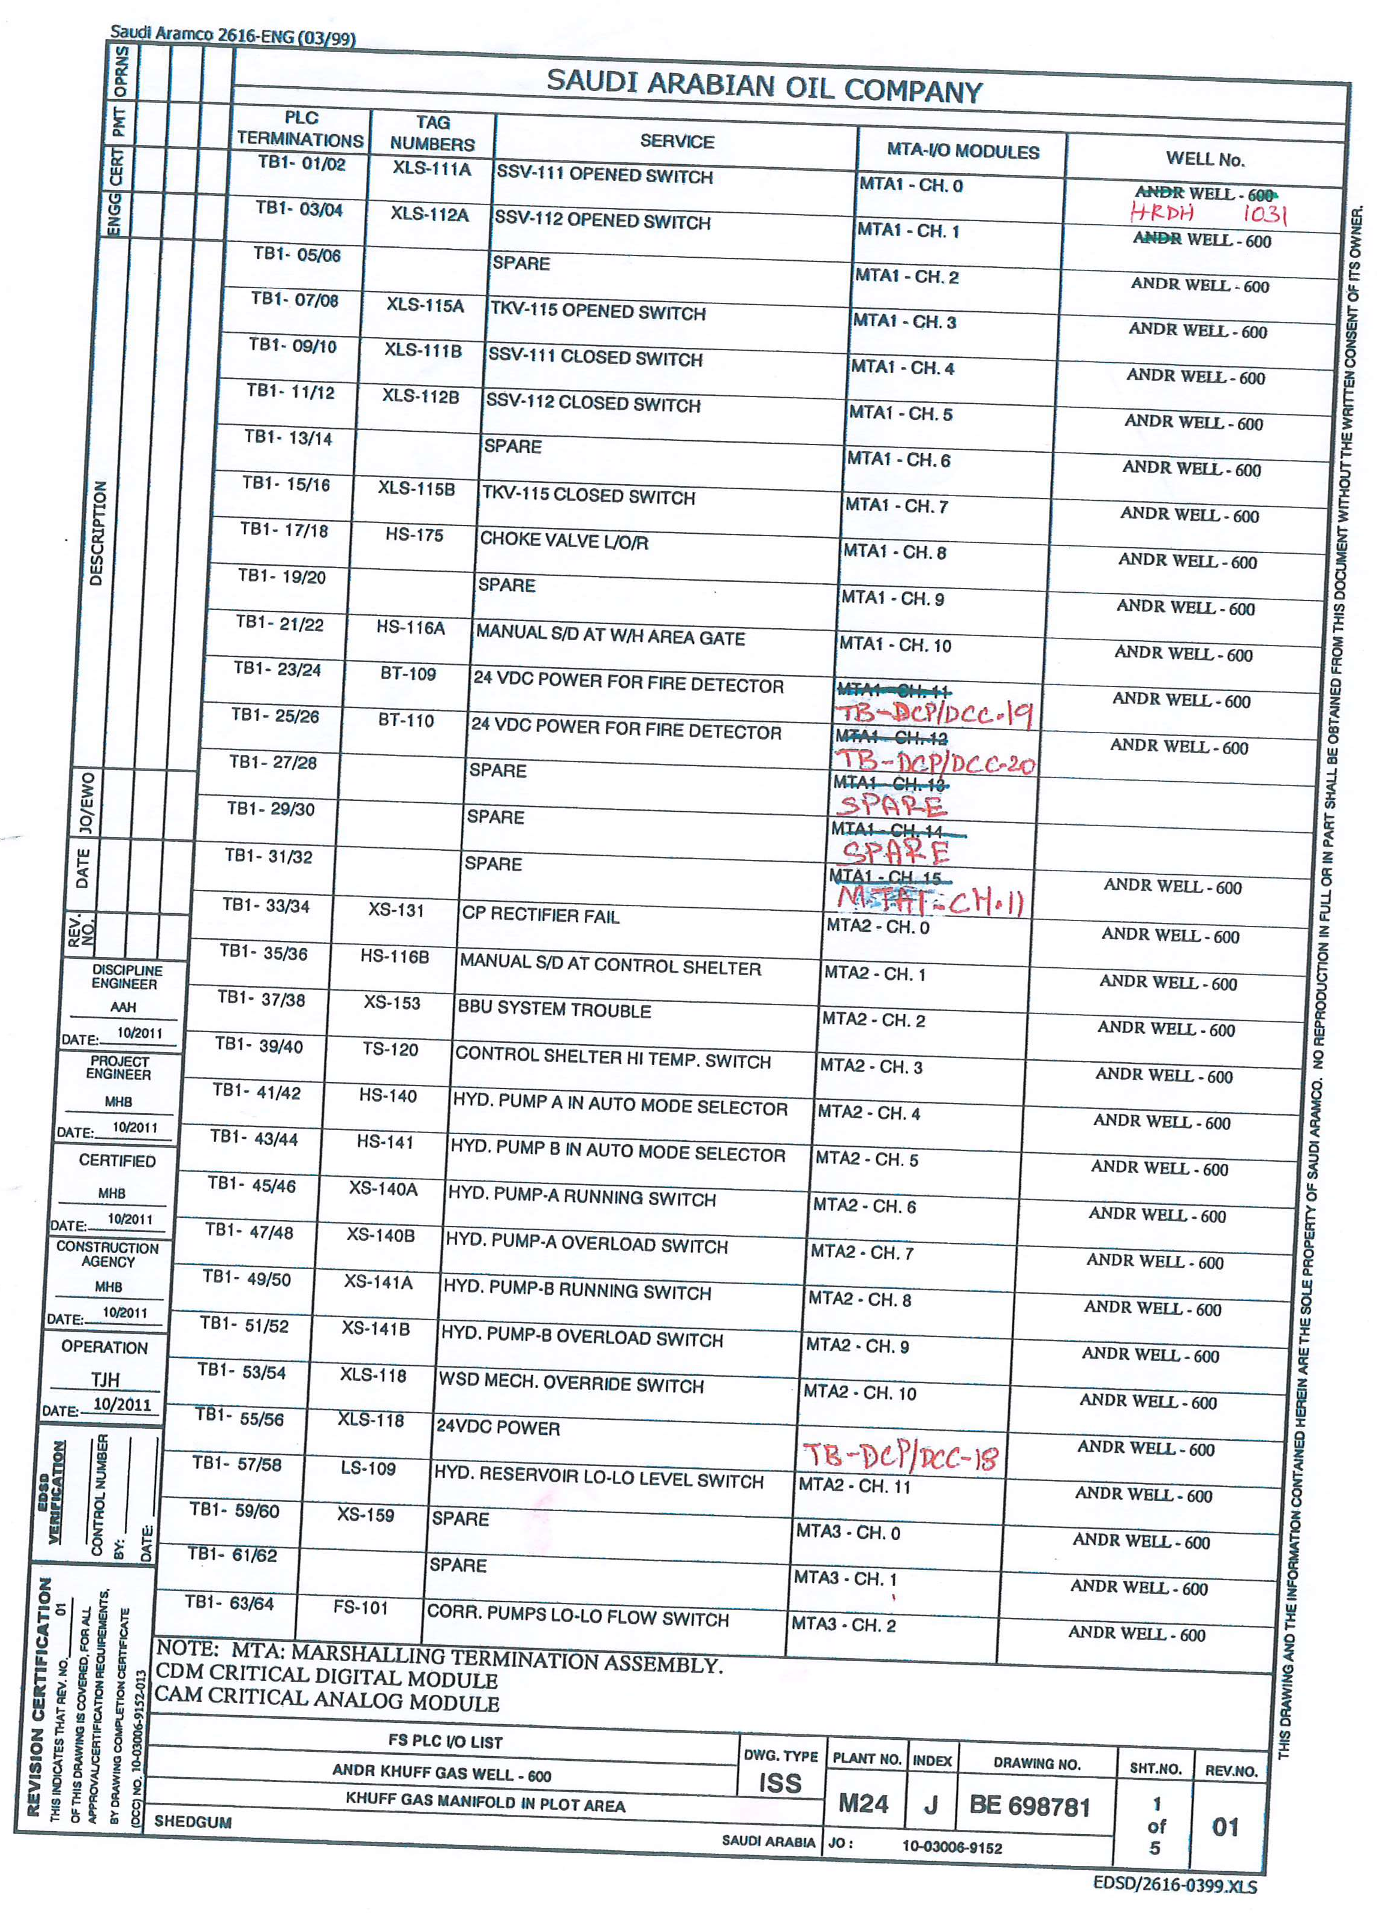 Saudi Aramco 2616-ENG (03/99)
SAUDI ARABIAN OIL COMPANY
PLC TERMINATIONS TAG NUMBERS SERVICE MTA-I/O MODULES WELL No.
TB1- 01/02 XLS-111A SSV-111 OPENED SWITCH MTA1 - CH. 0 ANDR WELL - 600
HRDH 1031
TB1- 03/04 XLS-112A SSV-112 OPENED SWITCH MTA1 - CH. 1 ANDR WELL - 600
TB1- 05/06 SPARE MTA1 - CH. 2 ANDR WELL - 600
TB1- 07/08 XLS-115A TKV-115 OPENED SWITCH MTA1 - CH. 3 ANDR WELL - 600
TB1- 09/10 XLS-111B SSV-111 CLOSED SWITCH MTA1 - CH. 4 ANDR WELL - 600
TB1- 11/12 XLS-112B SSV-112 CLOSED SWITCH MTA1 - CH. 5 ANDR WELL - 600
TB1- 13/14 SPARE MTA1 - CH. 6 ANDR WELL - 600
TB1- 15/16 XLS-115B TKV-115 CLOSED SWITCH MTA1 - CH. 7 ANDR WELL - 600
TB1- 17/18 HS-175 CHOKE VALVE L/O/R MTA1 - CH. 8 ANDR WELL - 600
TB1- 19/20 SPARE MTA1 - CH. 9 ANDR WELL - 600
TB1- 21/22 HS-116A MANUAL S/D AT W/H AREA GATE MTA1 - CH. 10 ANDR WELL - 600
TB1- 23/24 BT-109 24 VDC POWER FOR FIRE DETECTOR MTA1 - CH. 11 ANDR WELL - 600
TB-DCP/DCC-19
TB1- 25/26 BT-110 24 VDC POWER FOR FIRE DETECTOR MTA1 - CH. 12 ANDR WELL - 600
TB-DCP/DCC-20
TB1- 27/28 SPARE MTA1 - CH. 13
SPARE
TB1- 29/30 SPARE MTA1 - CH. 14
SPARE
TB1- 31/32 SPARE MTA1 - CH. 15 ANDR WELL - 600
MTA1-CH.11
TB1- 33/34 XS-131 CP RECTIFIER FAIL MTA2 - CH. 0 ANDR WELL - 600
TB1- 35/36 HS-116B MANUAL S/D AT CONTROL SHELTER MTA2 - CH. 1 ANDR WELL - 600
TB1- 37/38 XS-153 BBU SYSTEM TROUBLE MTA2 - CH. 2 ANDR WELL - 600
TB1- 39/40 TS-120 CONTROL SHELTER HI TEMP. SWITCH MTA2 - CH. 3 ANDR WELL - 600
TB1- 41/42 HS-140 HYD. PUMP A IN AUTO MODE SELECTOR MTA2 - CH. 4 ANDR WELL - 600
TB1- 43/44 HS-141 HYD. PUMP B IN AUTO MODE SELECTOR MTA2 - CH. 5 ANDR WELL - 600
TB1- 45/46 XS-140A HYD. PUMP-A RUNNING SWITCH MTA2 - CH. 6 ANDR WELL - 600
TB1- 47/48 XS-140B HYD. PUMP-A OVERLOAD SWITCH MTA2 - CH. 7 ANDR WELL - 600
TB1- 49/50 XS-141A HYD. PUMP-B RUNNING SWITCH MTA2 - CH. 8 ANDR WELL - 600
TB1- 51/52 XS-141B HYD. PUMP-B OVERLOAD SWITCH MTA2 - CH. 9 ANDR WELL - 600
TB1- 53/54 XLS-118 WSD MECH. OVERRIDE SWITCH MTA2 - CH. 10 ANDR WELL - 600
TB1- 55/56 XLS-118 24VDC POWER TB-DCP/DCC-18 ANDR WELL - 600
TB1- 57/58 LS-109 HYD. RESERVOIR LO-LO LEVEL SWITCH MTA2 - CH. 11 ANDR WELL - 600
TB1- 59/60 XS-159 SPARE MTA3 - CH. 0 ANDR WELL - 600
TB1- 61/62 SPARE MTA3 - CH. 1 ANDR WELL - 600
TB1- 63/64 FS-101 CORR. PUMPS LO-LO FLOW SWITCH MTA3 - CH. 2 ANDR WELL - 600
NOTE: MTA: MARSHALLING TERMINATION ASSEMBLY.
CDM CRITICAL DIGITAL MODULE
CAM CRITICAL ANALOG MODULE
FS PLC I/O LIST
ANDR KHUFF GAS WELL - 600
KHUFF GAS MANIFOLD IN PLOT AREA
SHEDGUM SAUDI ARABIA
DWG. TYPE
ISS
PLANT NO.
M24
INDEX
J
DRAWING NO.
BE 698781
SHT.NO.
1
of
5
REV.NO.
01
JO : 10-03006-9152
EDSD/2616-0399.XLS
OPRNS
PMT
CERT
ENGG
DESCRIPTION
JO/EWO
DATE
REV. NO.
DISCIPLINE
ENGINEER
AAH
DATE: 10/2011
PROJECT
ENGINEER
MHB
DATE: 10/2011
CERTIFIED
MHB
DATE: 10/2011
CONSTRUCTION
AGENCY
MHB
DATE: 10/2011
OPERATION
TJH
DATE: 10/2011
EDSD
VERIFICATION
CONTROL NUMBER
BY:
DATE:
REVISION CERTIFICATION
THIS INDICATES THAT REV. NO. 01
OF THIS DRAWING IS COVERED, FOR ALL
APPROVAL/CERTIFICATION REQUIREMENTS,
BY DRAWING COMPLETION CERTIFICATE
(DCC) NO. 10-03006-9152-013
THIS DRAWING AND THE INFORMATION CONTAINED HEREIN ARE THE SOLE PROPERTY OF SAUDI ARAMCO. NO REPRODUCTION IN FULL OR IN PART SHALL BE OBTAINED FROM THIS DOCUMENT WITHOUT THE WRITTEN CONSENT OF ITS OWNER.